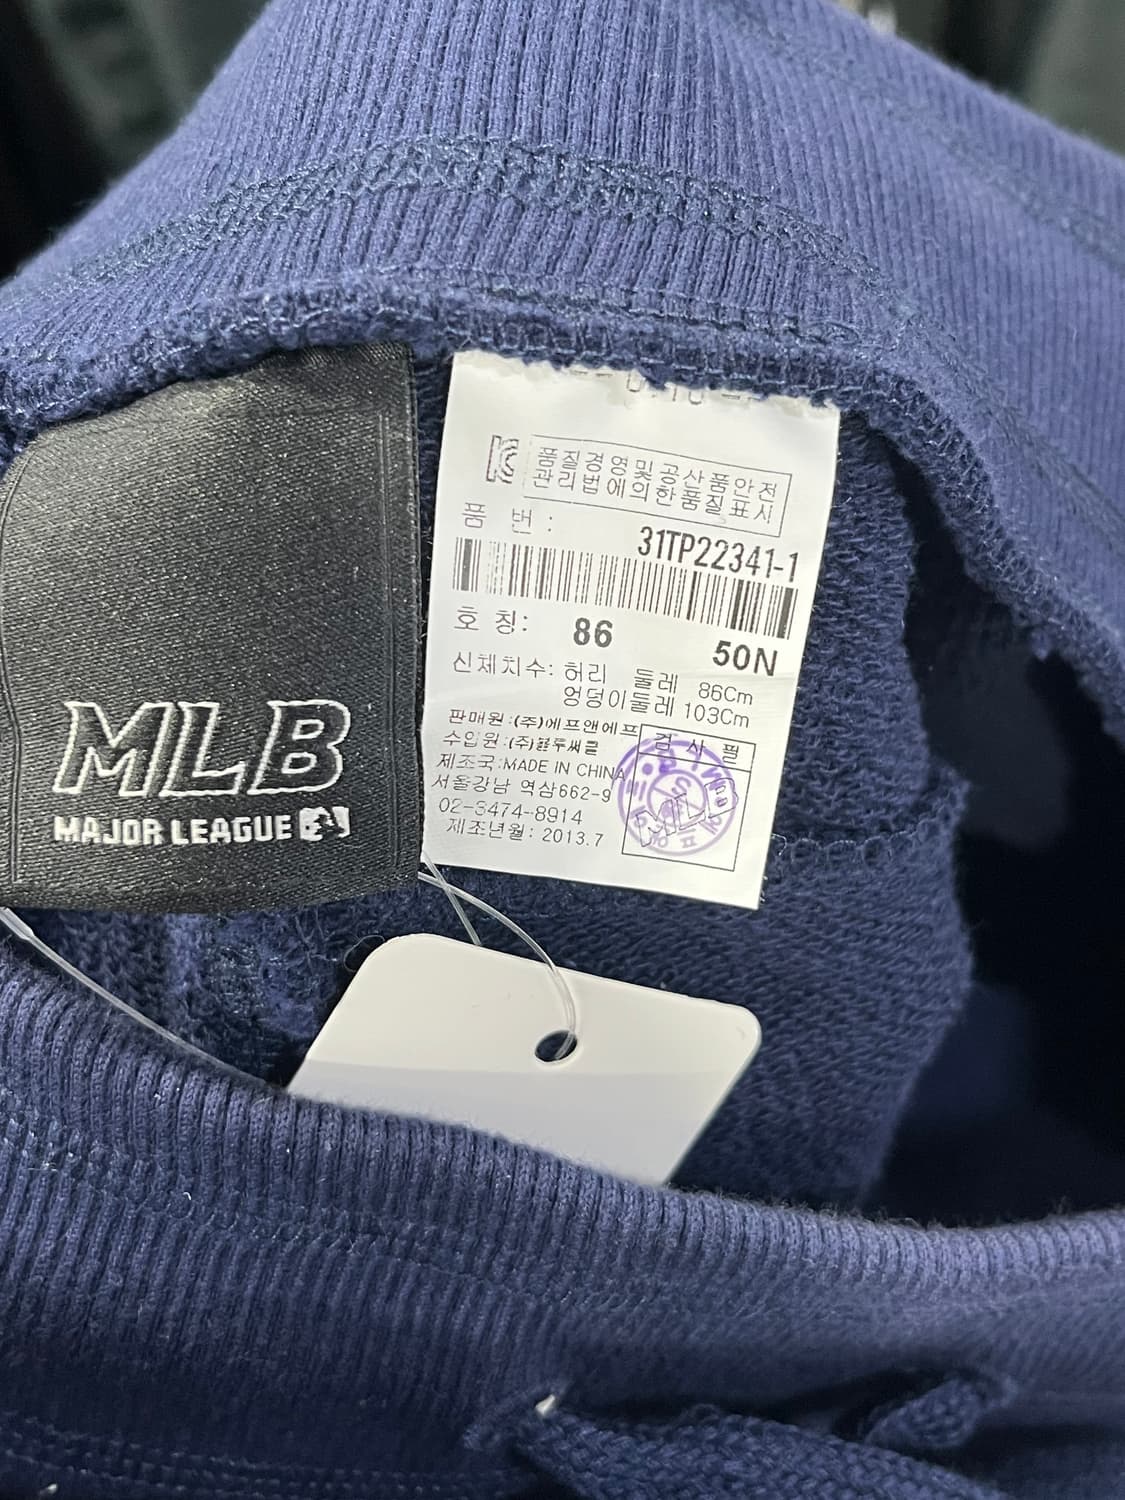 MLB
MAJOR LEAGUE
품질경영및공산품안전
관리법에의한품질표시
품 번 :
31TP22341-1
호 칭: 86 50N
신체치수: 허리 둘레 86Cm
엉덩이둘레 103Cm
판매원:(주)에프앤에프
수입원:(주)
제조국:MADE IN CHINA
서울강남 역삼662-9
02-3474-8914
제조년월: 2013.7
검 사 필